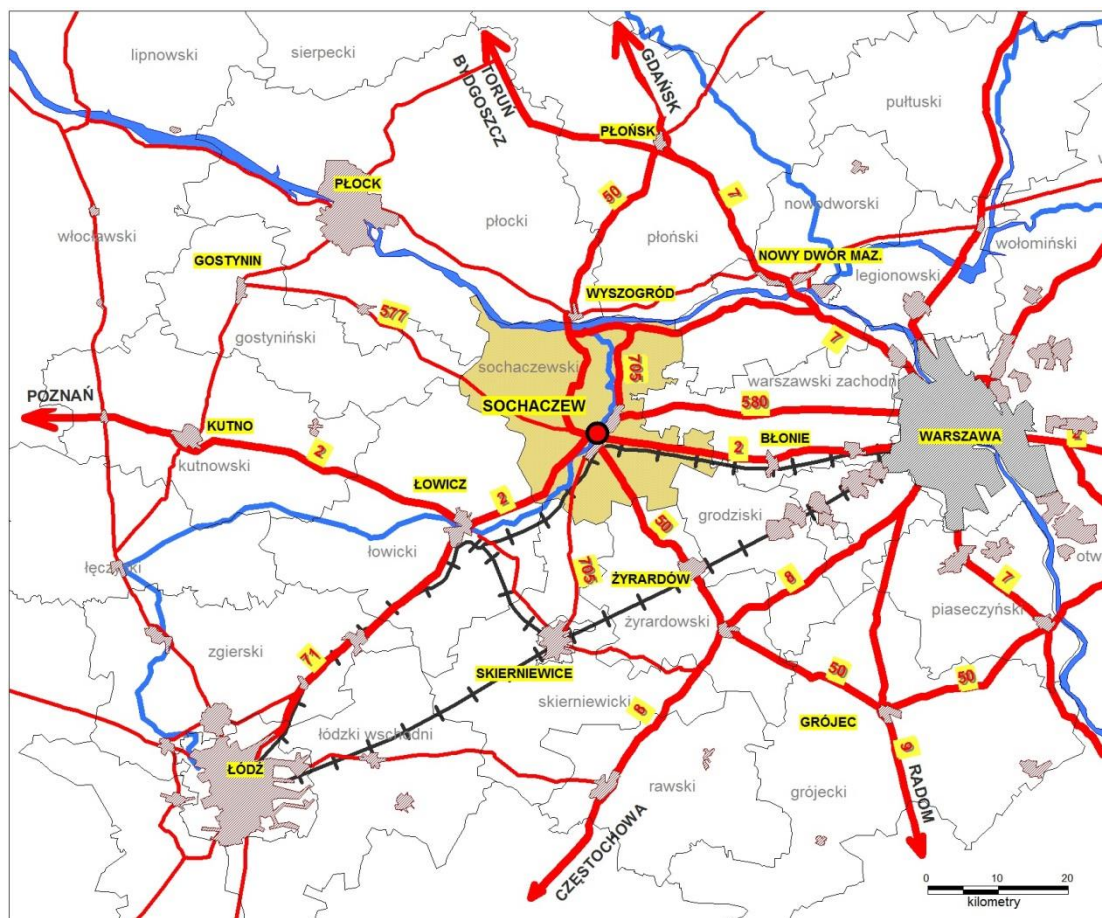 lipnowski
sierpecki
TORUŃ
BYDGOSZCZ
GDAŃSK
pułtuski
PŁOŃSK
PŁOCK
50
7
nowodworski
włocławski
płocki
płoński
wołomiński
GOSTYNIN
NOWY DWÓR MAZ.
legionowski
WYSZOGRÓD
577
gostyniński
7
sochaczewski
705
warszawski zachodni
POZNAŃ
SOCHACZEW
580
KUTNO
2
BŁONIE
WARSZAWA
2
kutnowski
ŁOWICZ
2
grodziski
50
łowicki
705
otw
ŻYRARDÓW
8
7
piaseczyński
zgierski
żyrardowski
71
SKIERNIEWICE
50
50
skierniewicki
8
GRÓJEC
łódzki wschodni
ŁÓDŹ
rawski
grójecki
RADOM
CZĘSTOCHOWA
0 10 20
kilometry